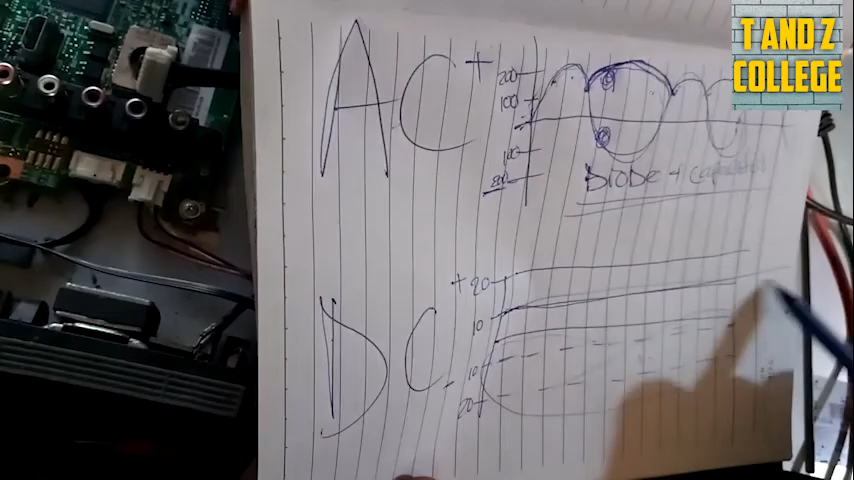 T AND Z
COLLEGE
AC
+
200
100
100
200
Diode + capacitor
DC
+ 20
10
- 10
20